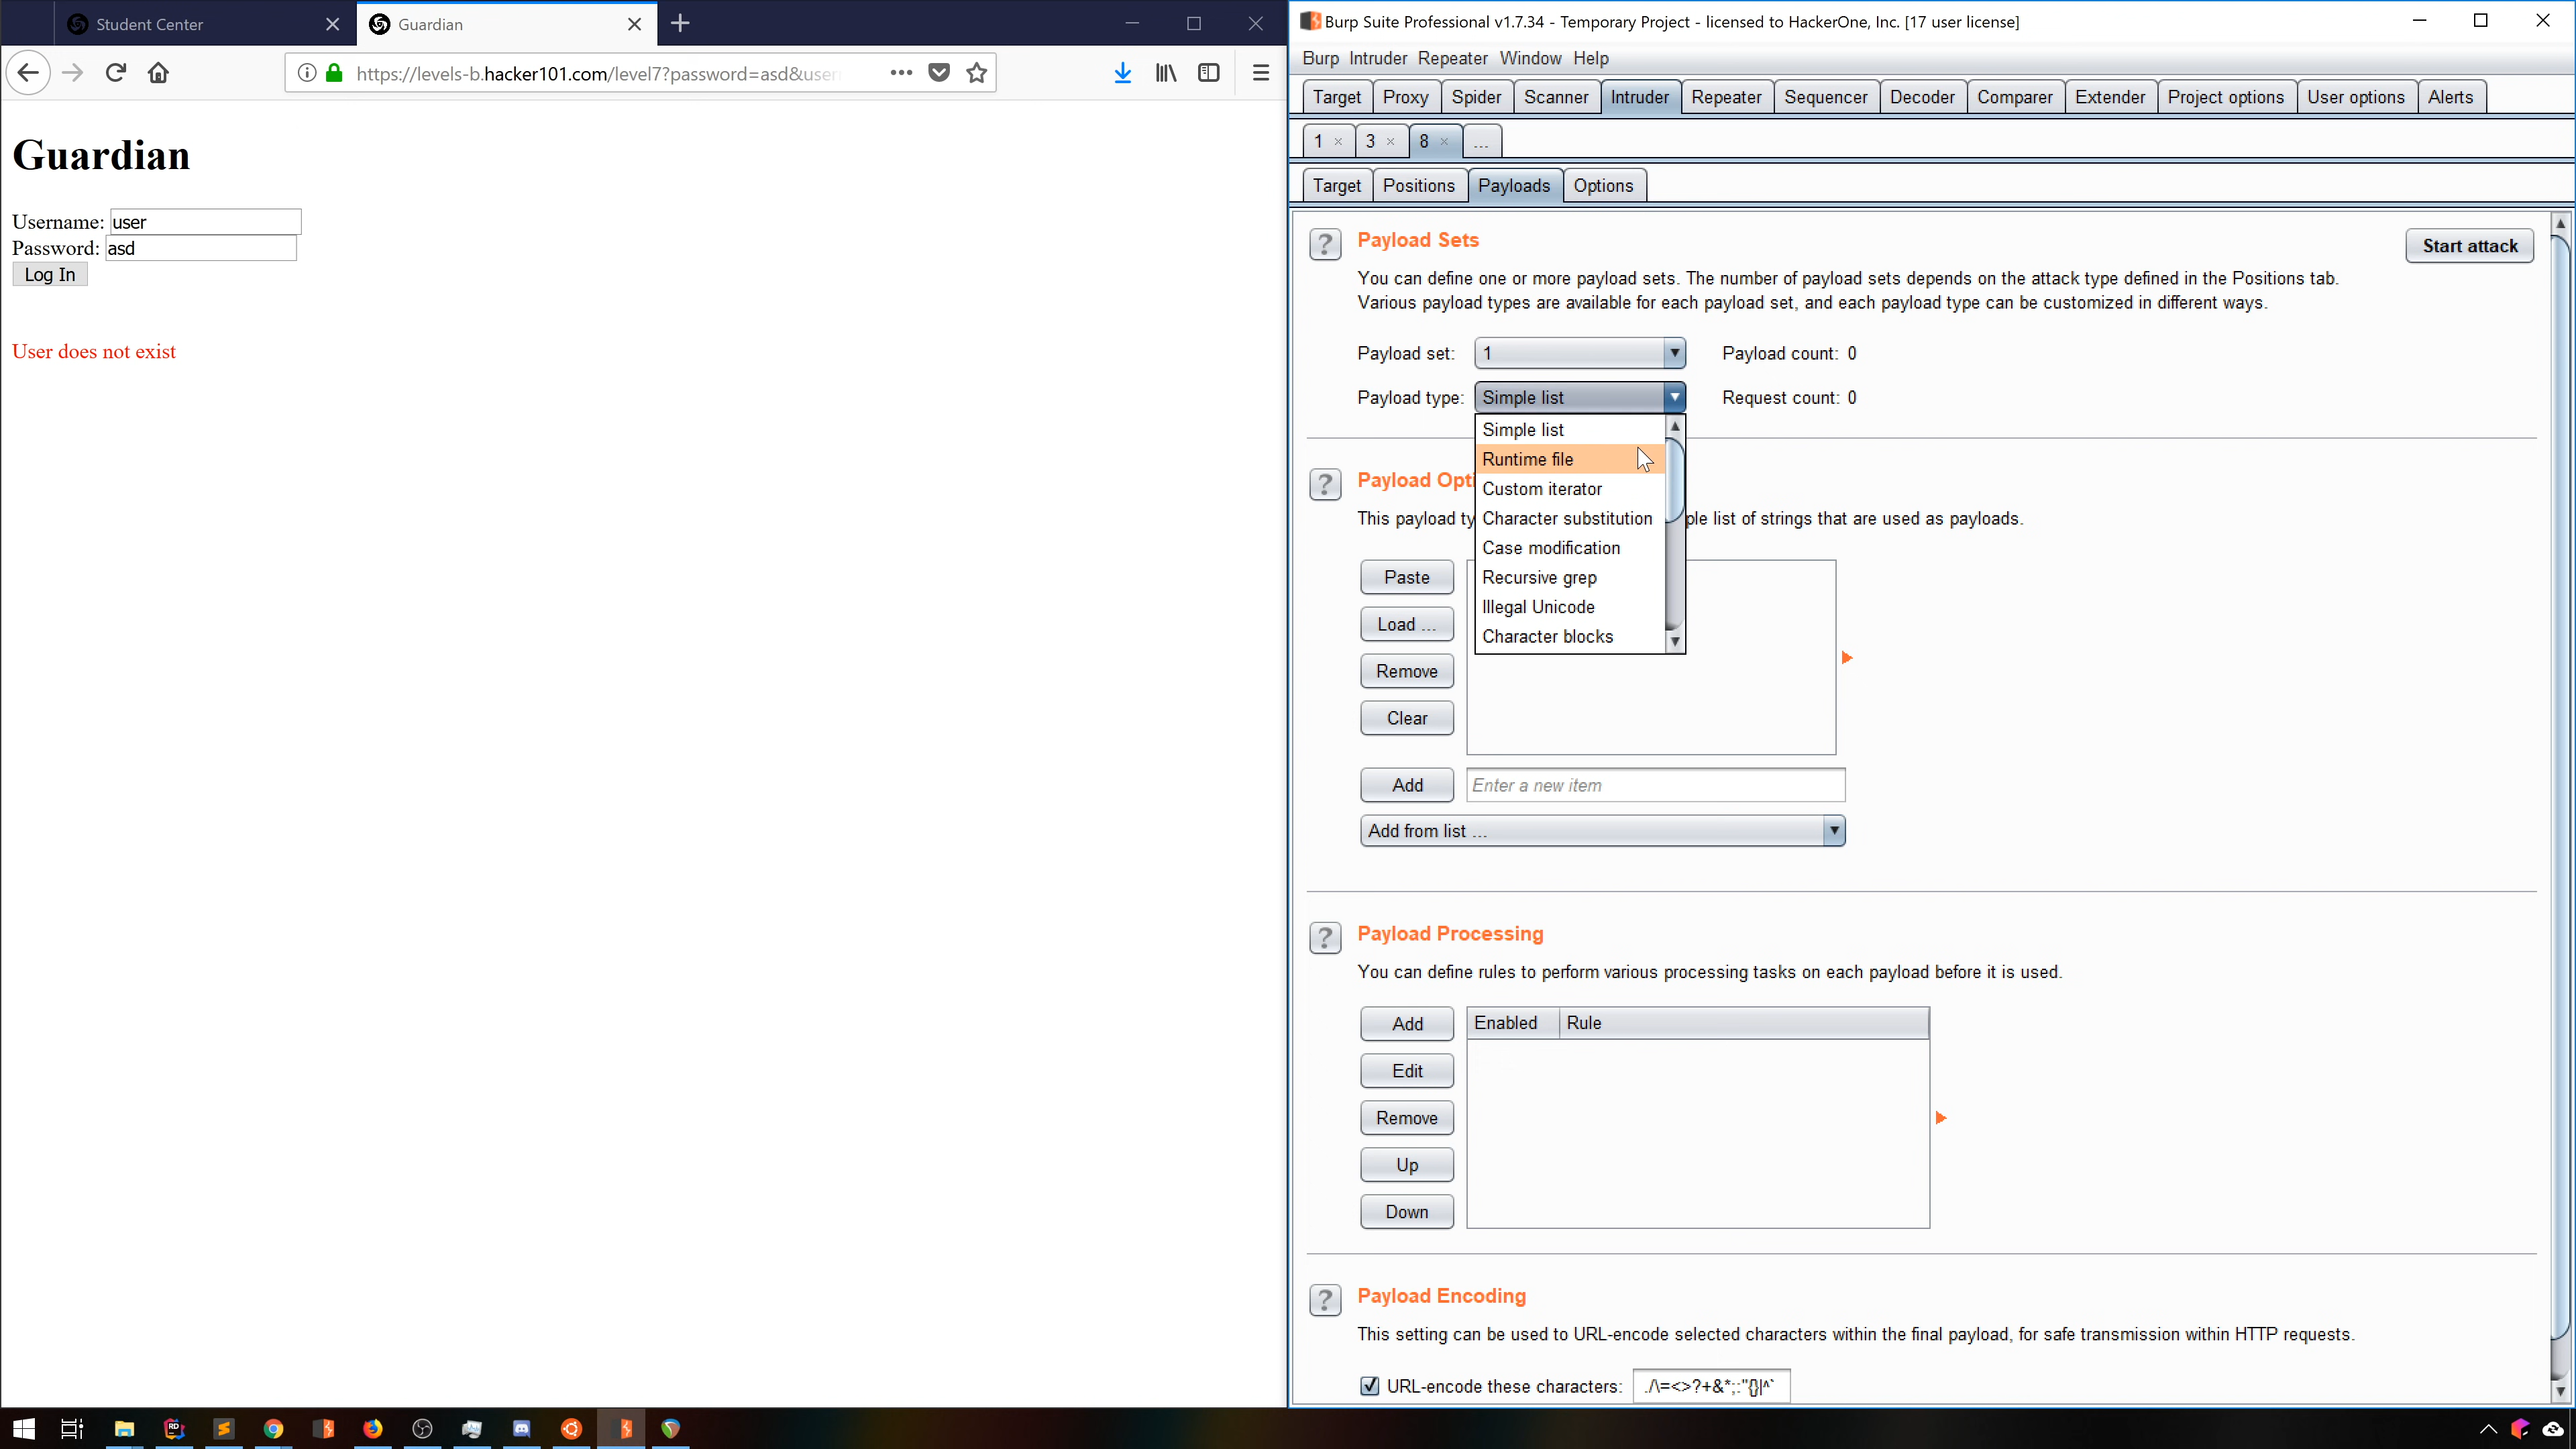 Student Center
Guardian
https://levels-b.hacker101.com/level7?password=asd&user
Guardian
Username: user
Password: asd
Log In
User does not exist
Burp Suite Professional v1.7.34 - Temporary Project - licensed to HackerOne, Inc. [17 user license]
Burp Intruder Repeater Window Help
Target Proxy Spider Scanner Intruder Repeater Sequencer Decoder Comparer Extender Project options User options Alerts
1 × 3 × 8 × ...
Target Positions Payloads Options
? Payload Sets
Start attack
You can define one or more payload sets. The number of payload sets depends on the attack type defined in the Positions tab.
Various payload types are available for each payload set, and each payload type can be customized in different ways.
Payload set: 1 Payload count: 0
Payload type: Simple list Request count: 0
Simple list
Runtime file
Custom iterator
Character substitution
Case modification
Recursive grep
Illegal Unicode
Character blocks
? Payload Opti
This payload ty ple list of strings that are used as payloads.
Paste
Load ...
Remove
Clear
Add Enter a new item
Add from list ...
? Payload Processing
You can define rules to perform various processing tasks on each payload before it is used.
Add Enabled Rule
Edit
Remove
Up
Down
? Payload Encoding
This setting can be used to URL-encode selected characters within the final payload, for safe transmission within HTTP requests.
URL-encode these characters: ./\=<>?+&*;:"{}|^`
RD